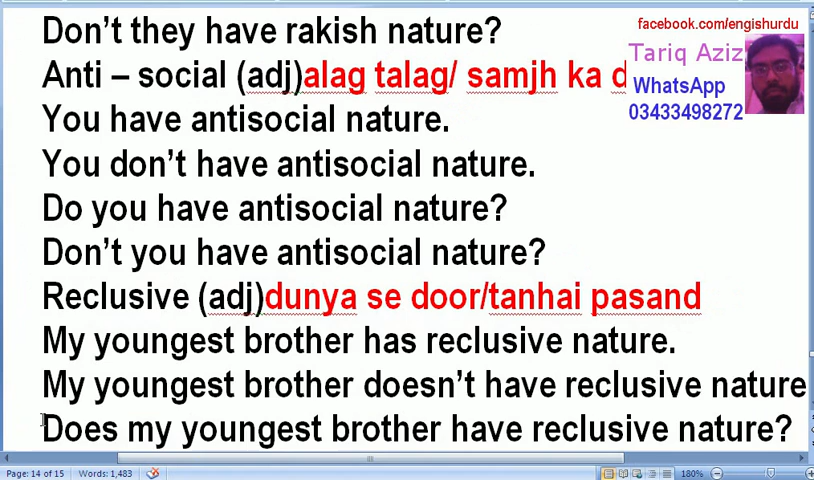 Don't they have rakish nature?
facebook.com/engishurdu
Anti – social (adj)alag talag/ samjh ka d
Tariq Aziz
WhatsApp
03433498272
You have antisocial nature.
You don't have antisocial nature.
Do you have antisocial nature?
Don't you have antisocial nature?
Reclusive (adj)dunya se door/tanhai pasand
My youngest brother has reclusive nature.
My youngest brother doesn't have reclusive nature
Does my youngest brother have reclusive nature?
Page: 14 of 15 Words: 1,483 180%